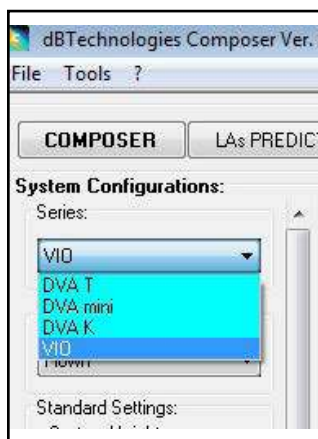 dBTechnologies Composer Ver.
File Tools ?
COMPOSER LAs PREDIC
System Configurations:
Series:
VIO
DVA T
DVA mini
DVA K
VIO
Flown
Standard Settings: